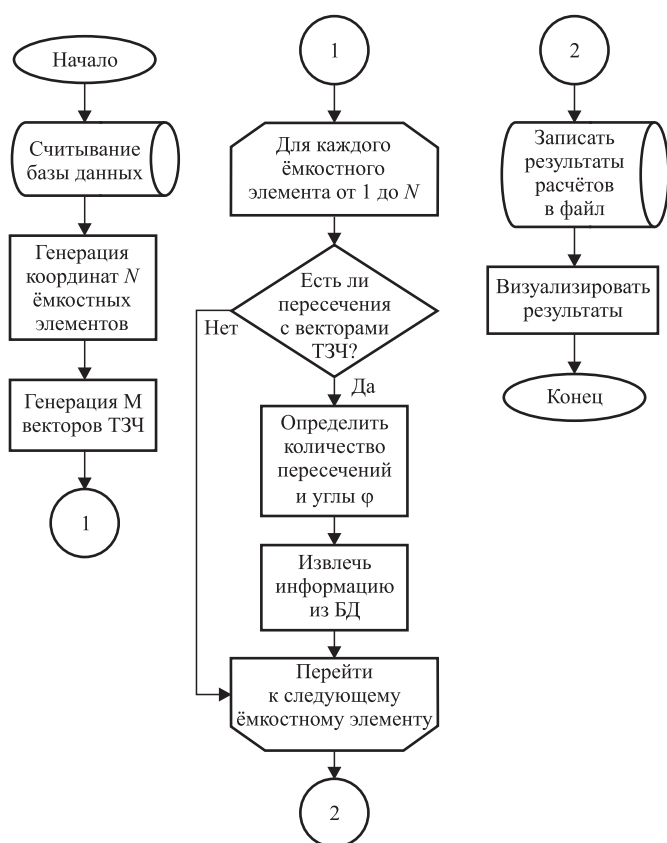 Начало
Считывание
базы данных
Генерация
координат N
ёмкостных
элементов
Генерация М
векторов ТЗЧ
1
1
Для каждого
ёмкостного
элемента от 1 до N
Есть ли
пересечения
с векторами
ТЗЧ?
Нет
Да
Определить
количество
пересечений
и углы φ
Извлечь
информацию
из БД
Перейти
к следующему
ёмкостному элементу
2
2
Записать
результаты
расчётов
в файл
Визуализировать
результаты
Конец